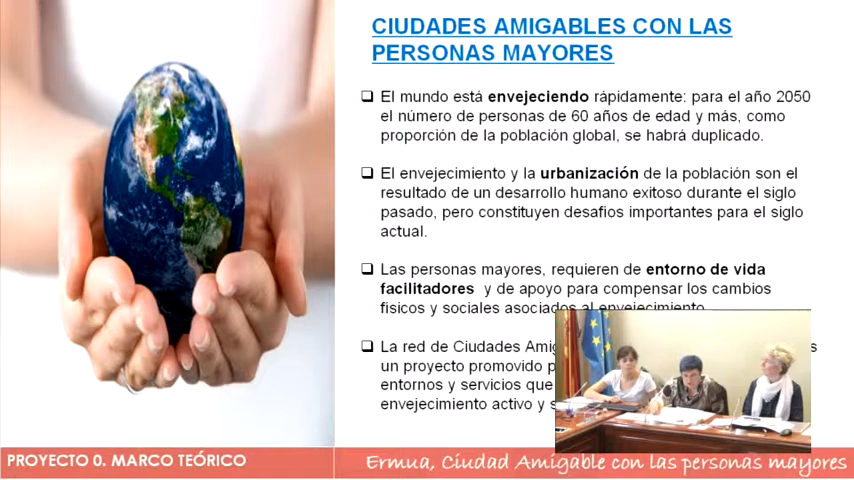 CIUDADES AMIGABLES CON LAS
PERSONAS MAYORES
El mundo está envejeciendo rápidamente: para el año 2050
el número de personas de 60 años de edad y más, como
proporción de la población global, se habrá duplicado.
El envejecimiento y la urbanización de la población son el
resultado de un desarrollo humano exitoso durante el siglo
pasado, pero constituyen desafios importantes para el siglo
actual.
Las personas mayores, requieren de entorno de vida
facilitadores y de apoyo para compensar los cambios
fisicos y sociales asociados al envejecimiento
La red de Ciudades
un proyecto promovido
entornos y servicios que
envejecimiento activo y
PROYECTO 0. MARCO TEÓRICO
Ermua, Ciudad Amigable con las personas mayores